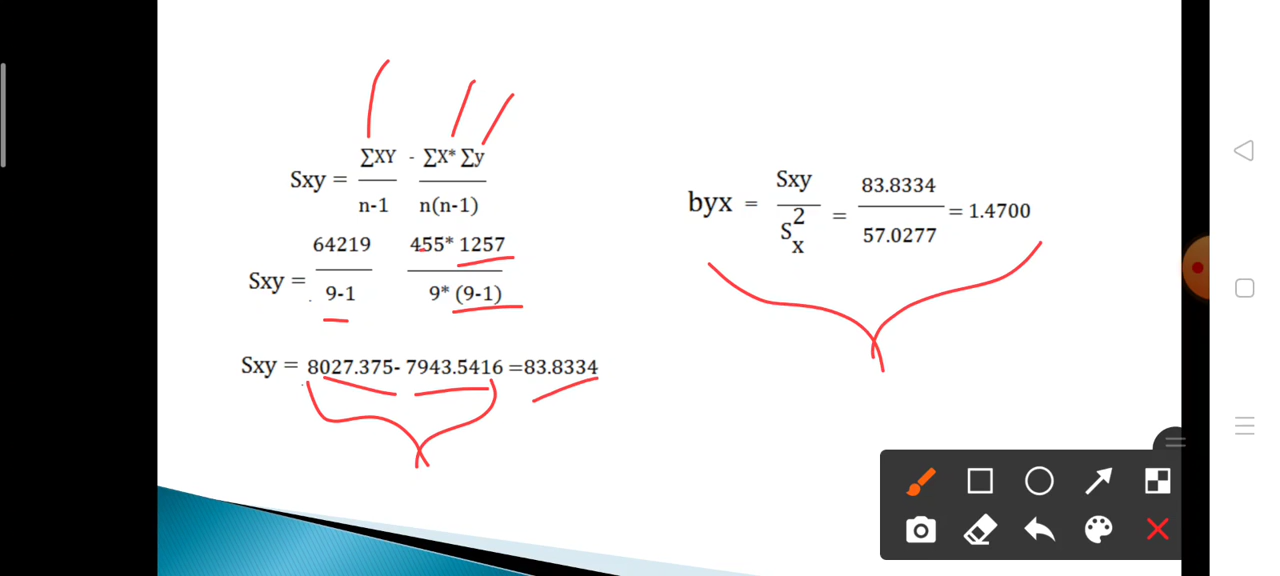 Sxy = ∑XY / n-1 - ∑X* ∑y / n(n-1)
Sxy = 64219 / 9-1 455* 1257 / 9* (9-1)
Sxy = 8027.375- 7943.5416 =83.8334
byx = Sxy / S²x = 83.8334 / 57.0277 = 1.4700